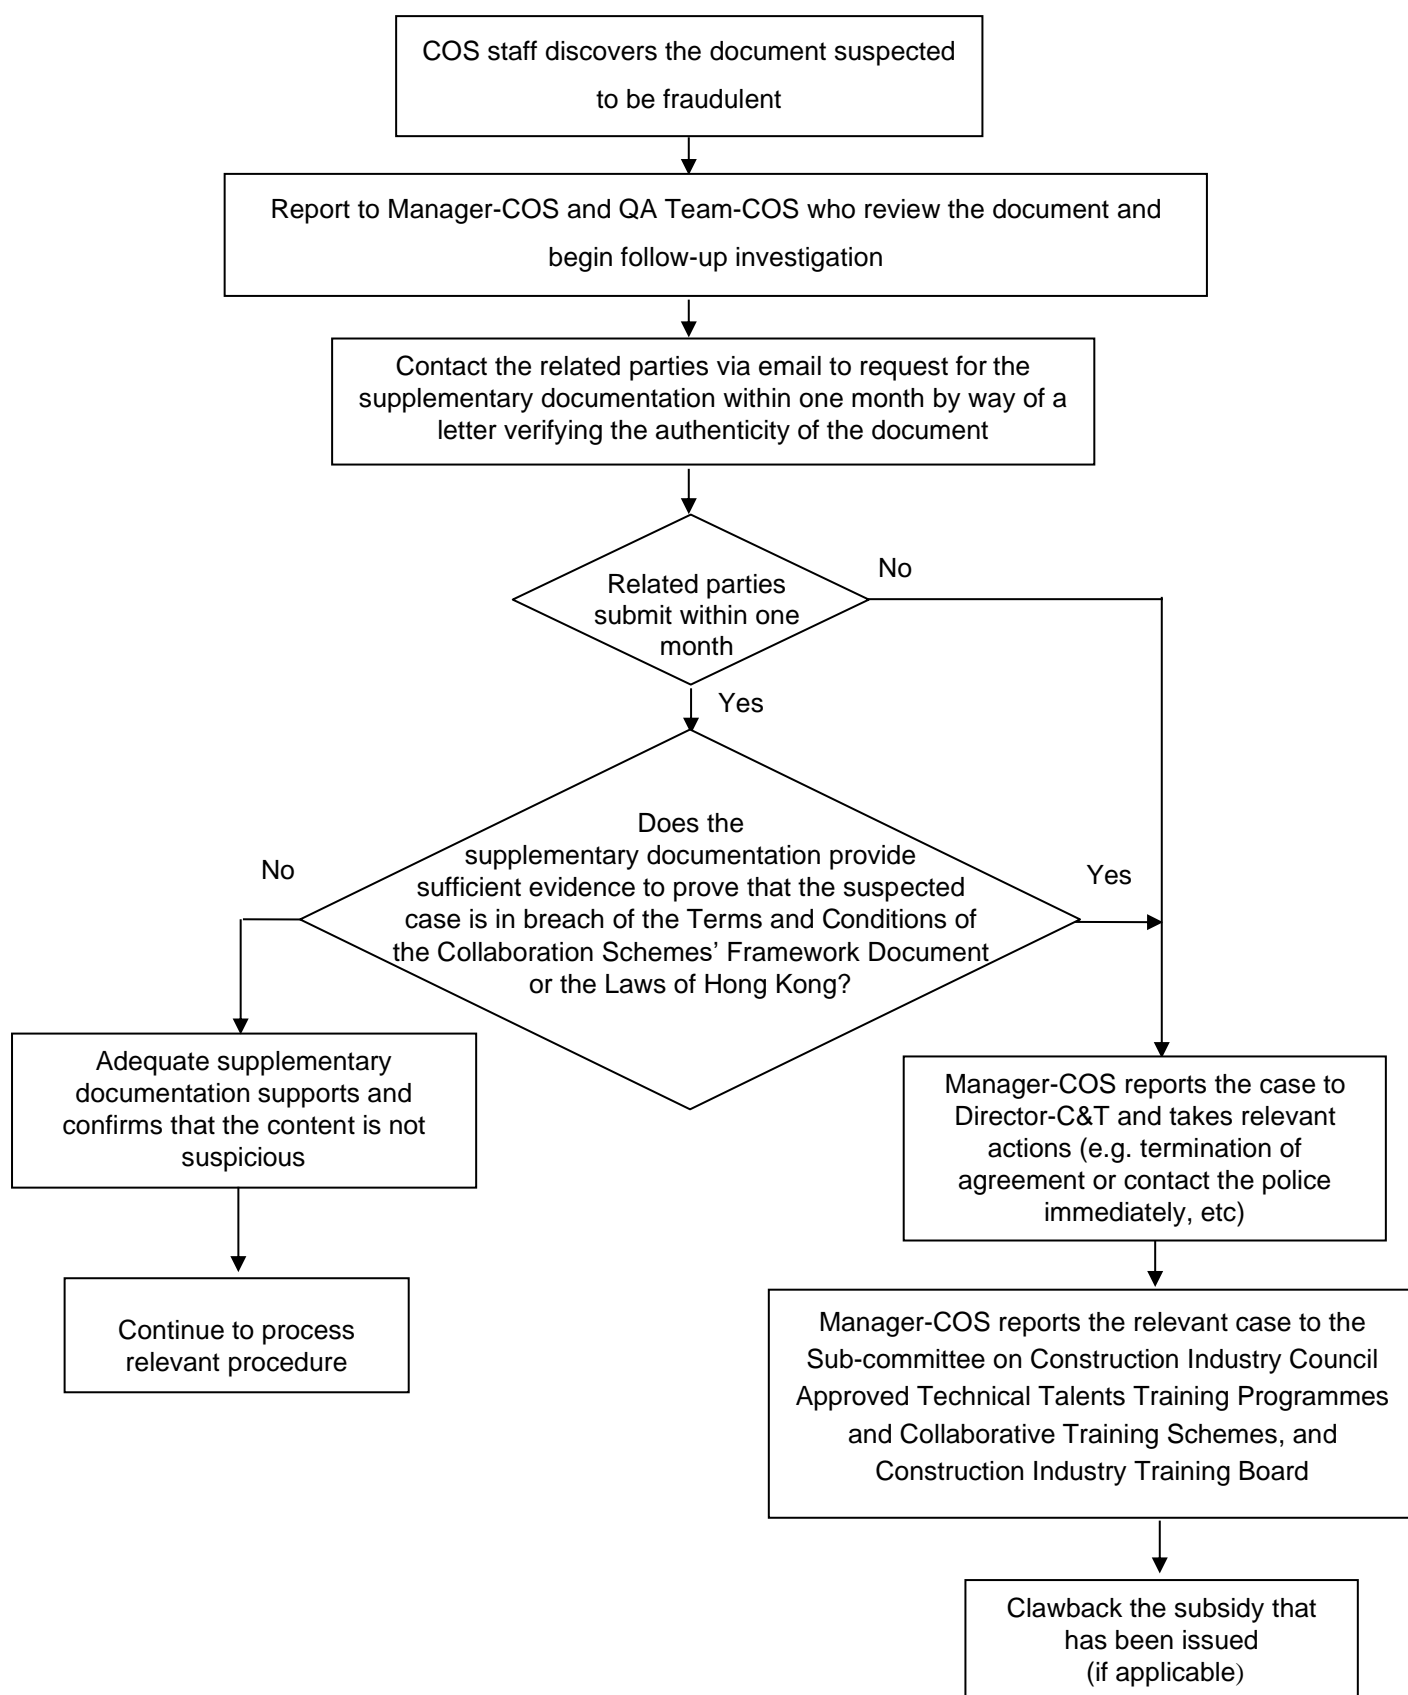 COS staff discovers the document suspected
to be fraudulent
Report to Manager-COS and QA Team-COS who review the document and
begin follow-up investigation
Contact the related parties via email to request for the
supplementary documentation within one month by way of a
letter verifying the authenticity of the document
No
Related parties
submit within one
month
Yes
Does the
supplementary documentation provide
sufficient evidence to prove that the suspected
case is in breach of the Terms and Conditions of
the Collaboration Schemes’ Framework Document
or the Laws of Hong Kong?
No
Yes
Adequate supplementary
documentation supports and
confirms that the content is not
suspicious
Continue to process
relevant procedure
Manager-COS reports the case to
Director-C&T and takes relevant
actions (e.g. termination of
agreement or contact the police
immediately, etc)
Manager-COS reports the relevant case to the
Sub-committee on Construction Industry Council
Approved Technical Talents Training Programmes
and Collaborative Training Schemes, and
Construction Industry Training Board
Clawback the subsidy that
has been issued
(if applicable)